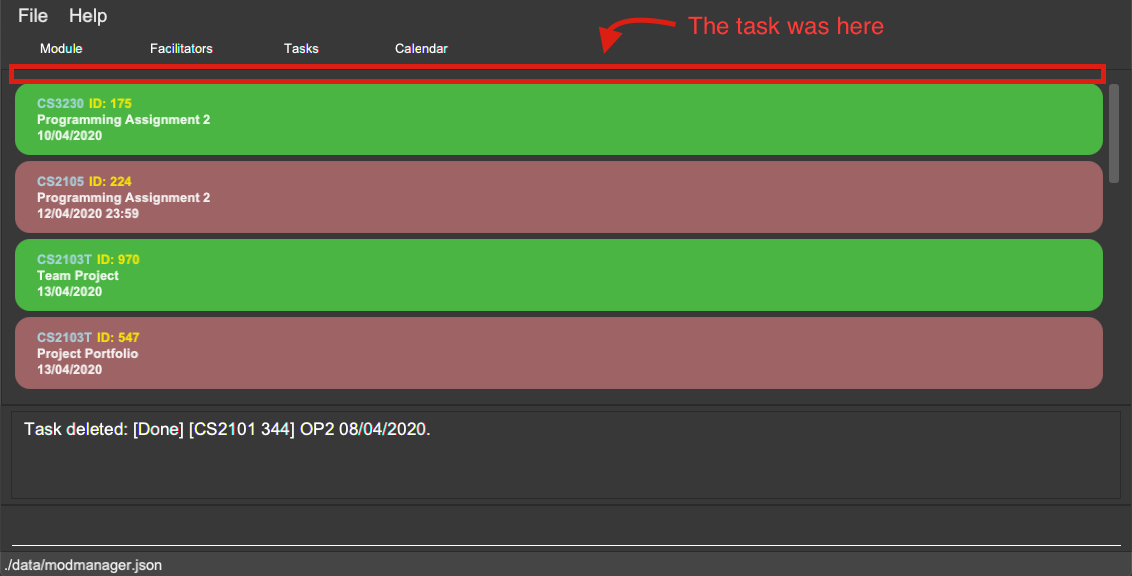 File Help
The task was here
Module Facilitators Tasks Calendar
CS3230 ID: 175
Programming Assignment 2
10/04/2020
CS2105 ID: 224
Programming Assignment 2
12/04/2020 23:59
CS2103T ID: 970
Team Project
13/04/2020
CS2103T ID: 547
Project Portfolio
13/04/2020
Task deleted: [Done] [CS2101 344] OP2 08/04/2020.
./data/modmanager.json